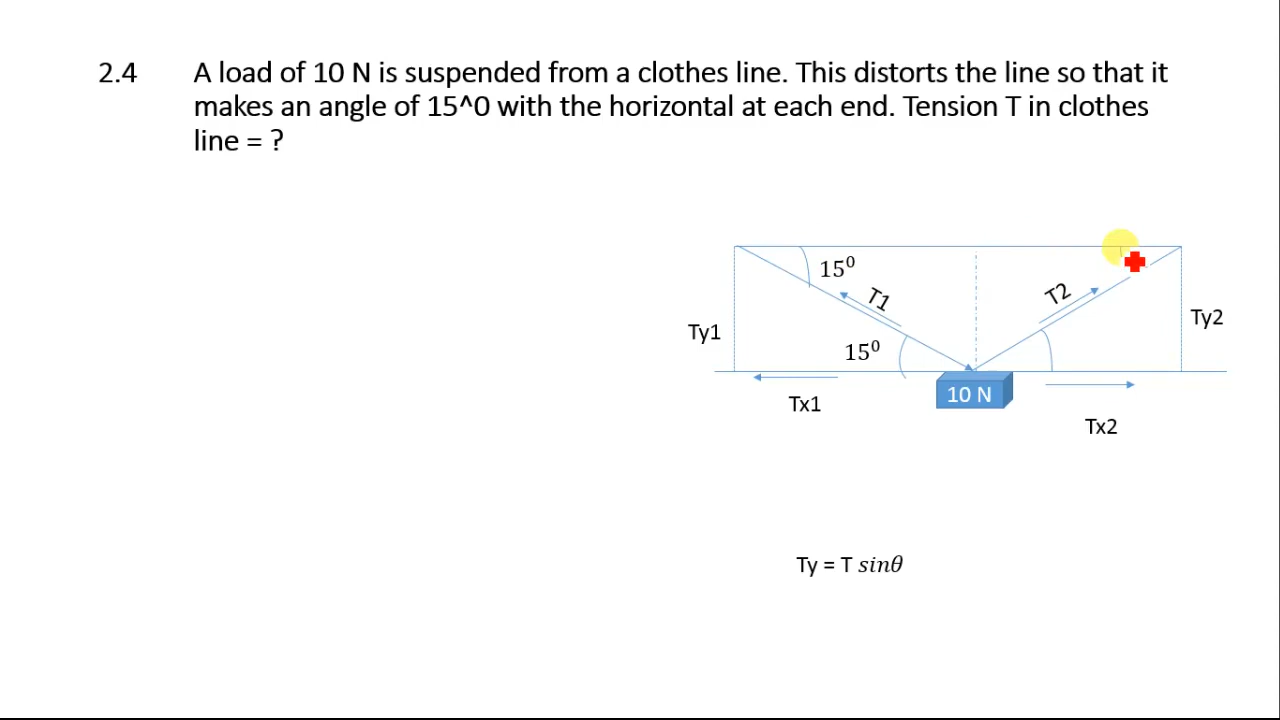 2.4 A load of 10 N is suspended from a clothes line. This distorts the line so that it
makes an angle of 15^0 with the horizontal at each end. Tension T in clothes
line = ?
15⁰
T1
T2
Ty1
Ty2
15⁰
10 N
Tx1
Tx2
Ty = T 𝑠𝑖𝑛𝜃